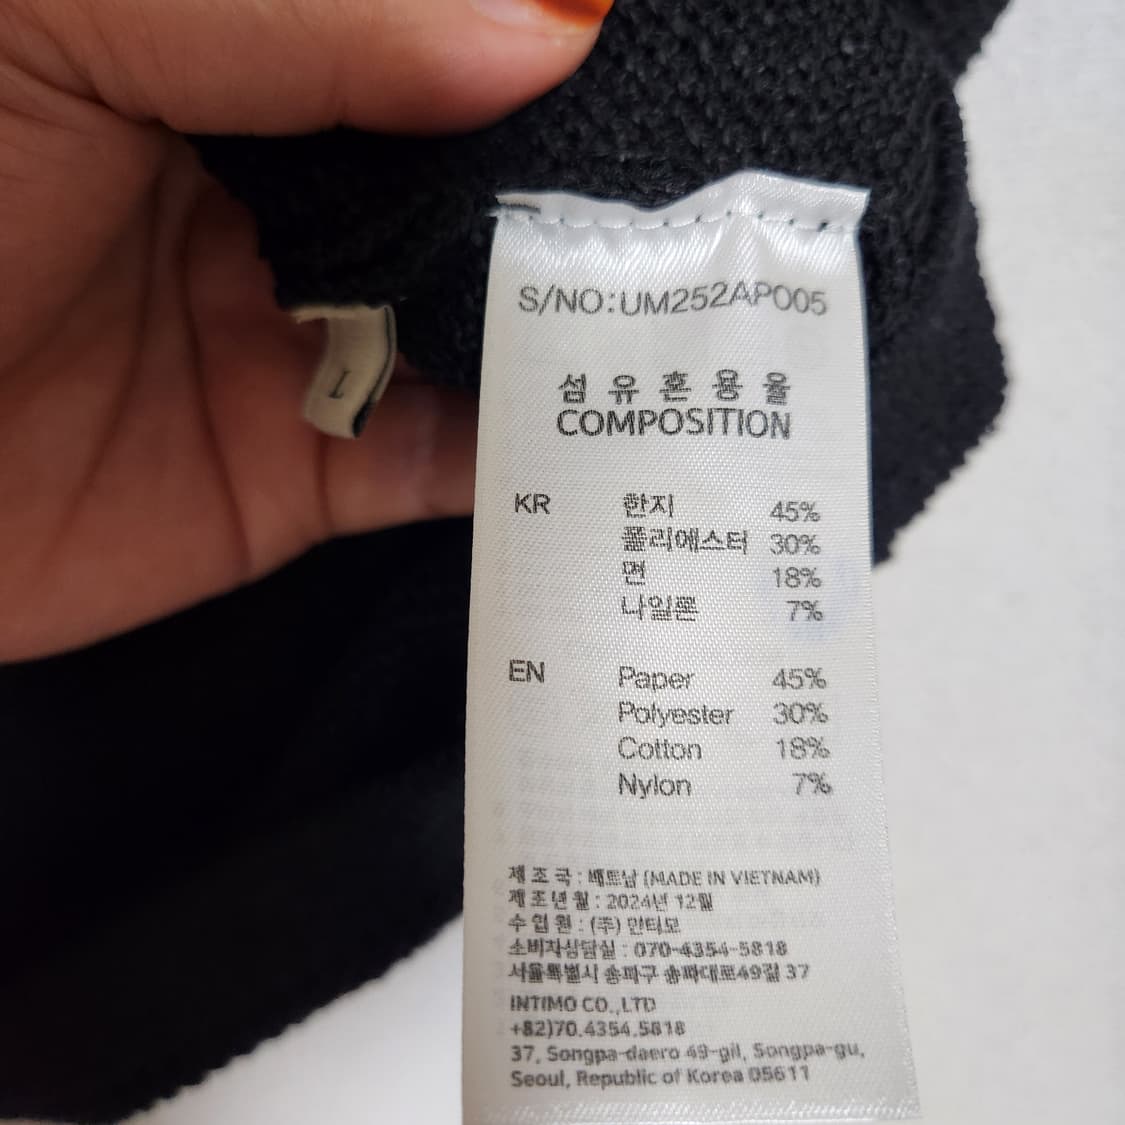 S/NO:UM252AP005
섬 유 혼 용 율
COMPOSITION
KR 한지 45%
폴리에스터 30%
면 18%
나일론 7%
EN Paper 45%
Polyester 30%
Cotton 18%
Nylon 7%
제 조 국 : 베트남 (MADE IN VIETNAM)
제 조 년 월 : 2024년 12월
수 입 원 : (주) 인티모
소비자상담실 : 070-4354-5818
서울특별시 송파구 송파대로49길 37
INTIMO CO.,LTD
+82)70.4354.5818
37, Songpa-daero 49-gil, Songpa-gu,
Seoul, Republic of Korea 05611